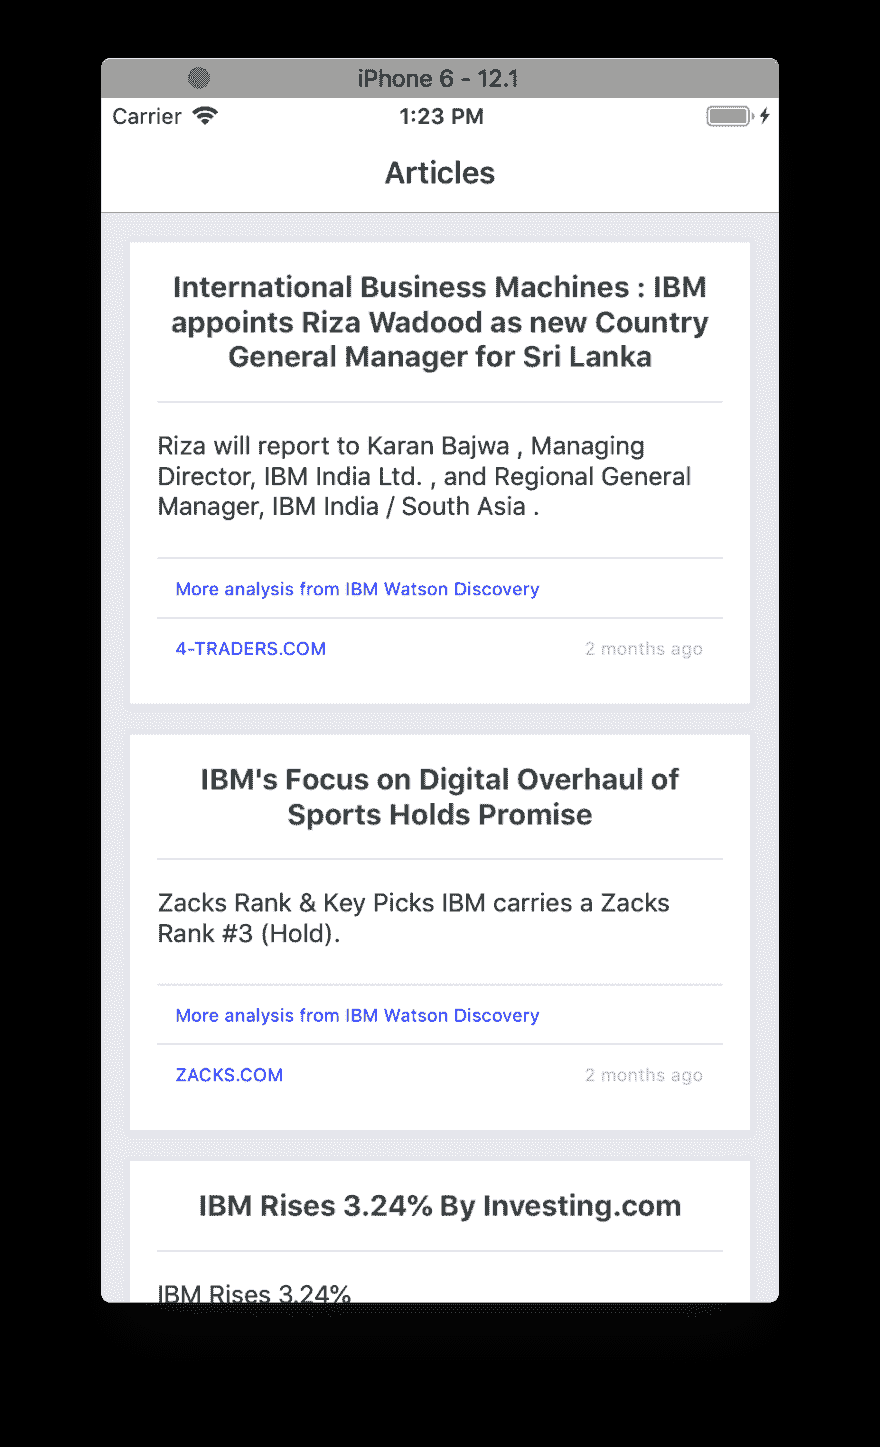 iPhone 6 - 12.1
Carrier 1:23 PM
Articles
International Business Machines : IBM
appoints Riza Wadood as new Country
General Manager for Sri Lanka
Riza will report to Karan Bajwa , Managing
Director, IBM India Ltd. , and Regional General
Manager, IBM India / South Asia .
More analysis from IBM Watson Discovery
4-TRADERS.COM 2 months ago
IBM's Focus on Digital Overhaul of
Sports Holds Promise
Zacks Rank & Key Picks IBM carries a Zacks
Rank #3 (Hold).
More analysis from IBM Watson Discovery
ZACKS.COM 2 months ago
IBM Rises 3.24% By Investing.com
IBM Rises 3.24%